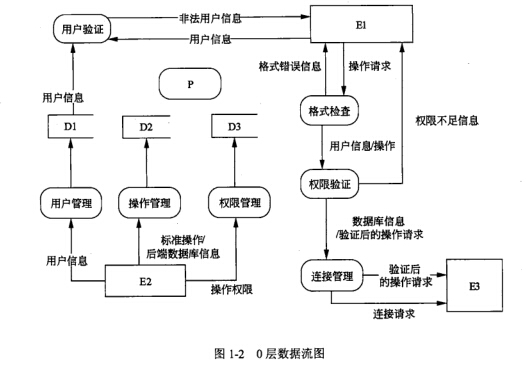 用户验证
非法用户信息
用户信息
E1
格式错误信息
操作请求
P
用户信息
格式检查
权限不足信息
D1
D2
D3
用户信息/操作
权限验证
用户管理
操作管理
权限管理
数据库信息
/验证后的操作请求
标准操作/
后端数据库信息
用户信息
E2
操作权限
连接管理
验证后
的操作请求
E3
连接请求
图 1-2 0 层数据流图